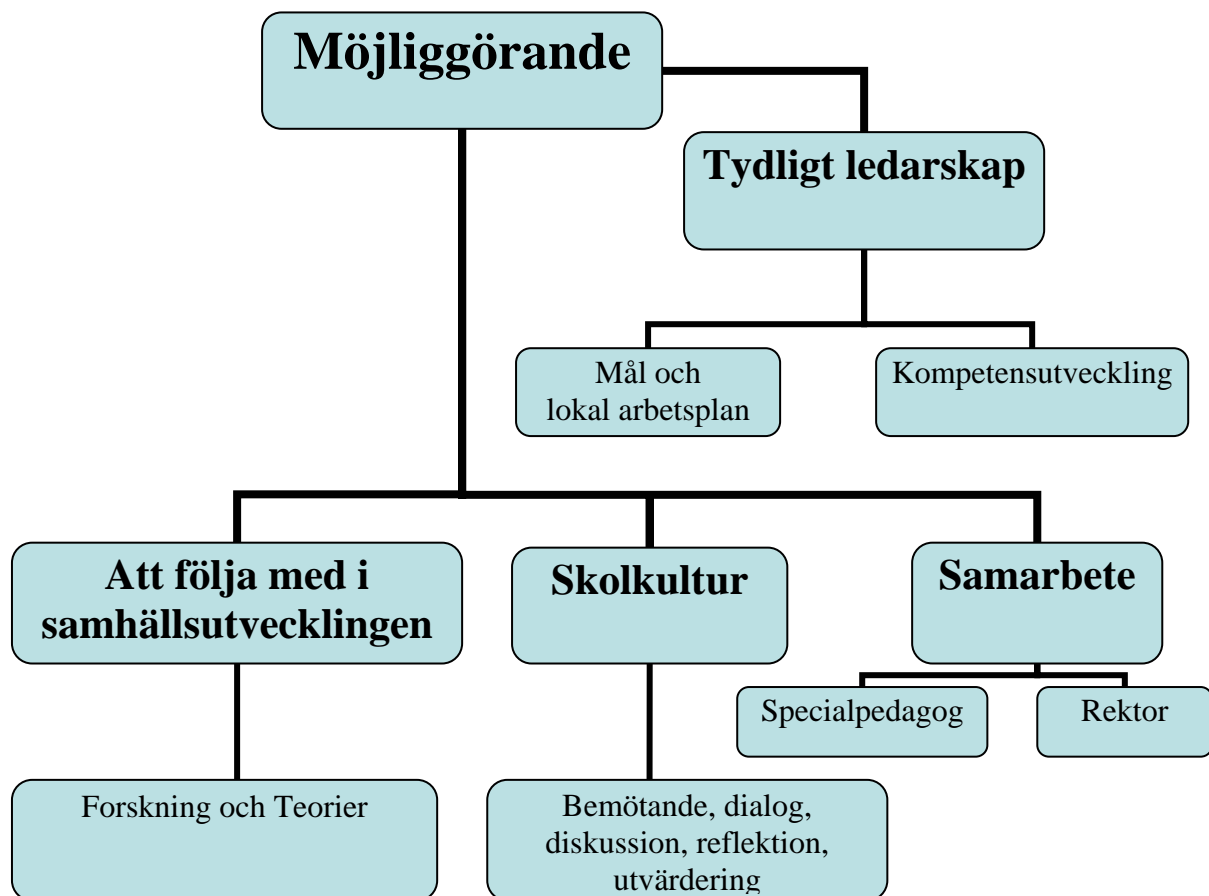 Möjliggörande
Tydligt ledarskap
Mål och
lokal arbetsplan
Kompetensutveckling
Att följa med i
samhällsutvecklingen
Skolkultur
Samarbete
Specialpedagog
Rektor
Forskning och Teorier
Bemötande, dialog,
diskussion, reflektion,
utvärdering